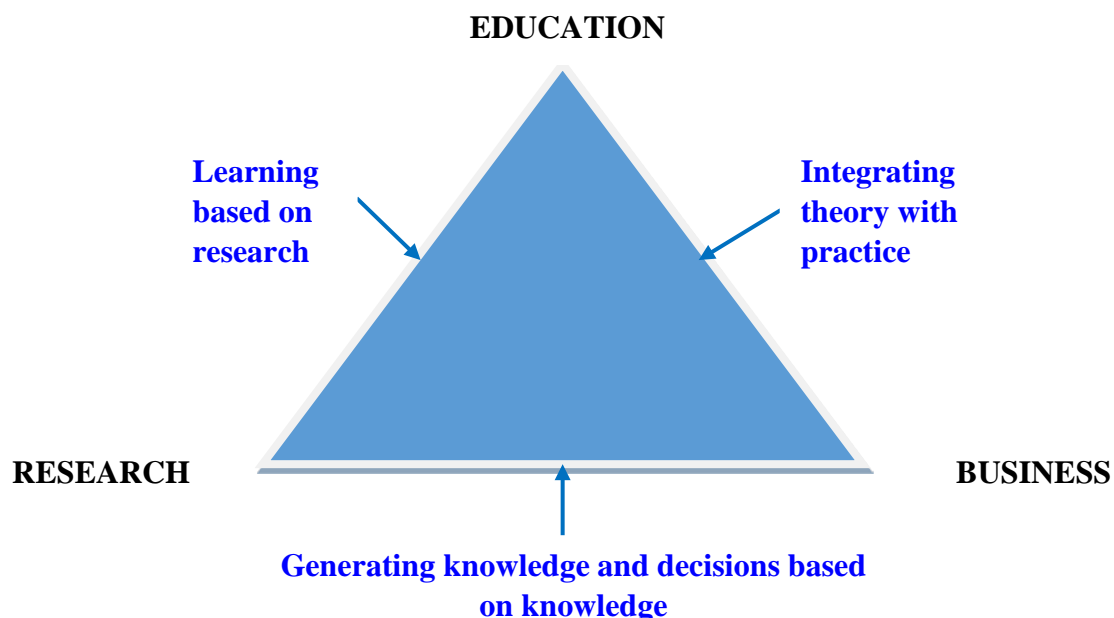 EDUCATION
Learning
based on
research
Integrating
theory with
practice
RESEARCH
BUSINESS
Generating knowledge and decisions based
on knowledge